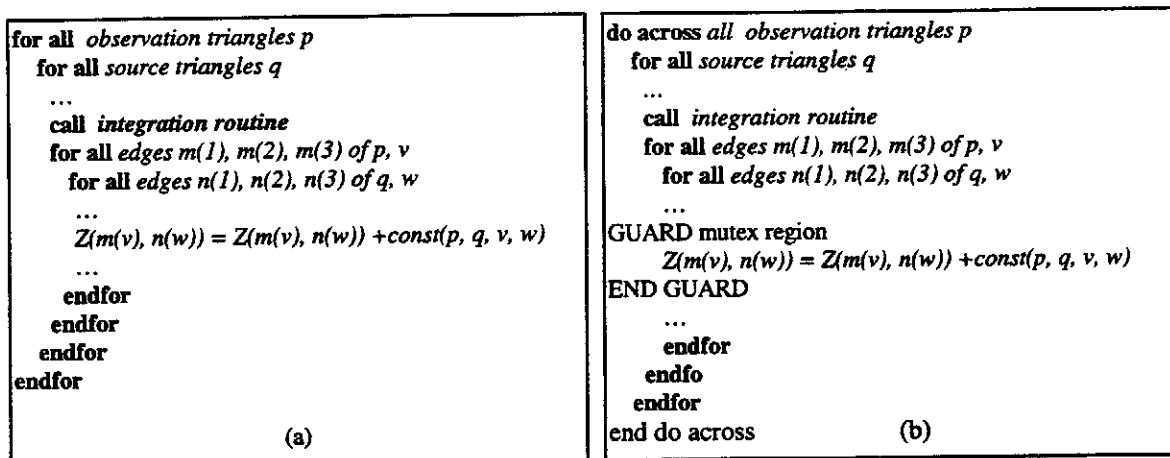 for all observation triangles p
for all source triangles q
...
call integration routine
for all edges m(1), m(2), m(3) of p, v
for all edges n(1), n(2), n(3) of q, w
...
Z(m(v), n(w)) = Z(m(v), n(w)) +const(p, q, v, w)
...
endfor
endfor
endfor
endfor
(a)
do across all observation triangles p
for all source triangles q
...
call integration routine
for all edges m(1), m(2), m(3) of p, v
for all edges n(1), n(2), n(3) of q, w
...
GUARD mutex region
Z(m(v), n(w)) = Z(m(v), n(w)) +const(p, q, v, w)
END GUARD
...
endfor
endfo
endfor
end do across
(b)